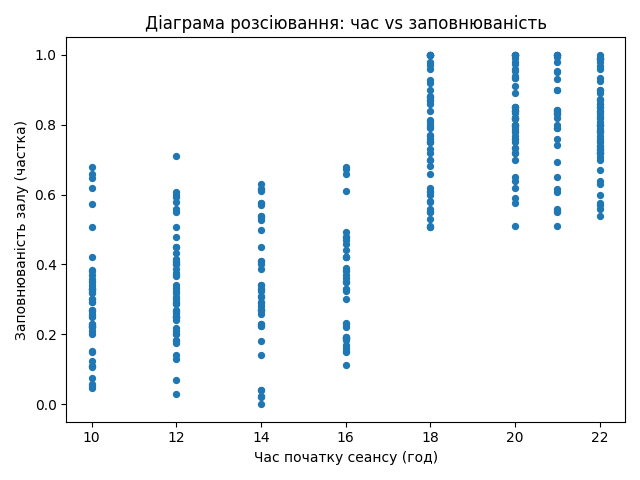 Діаграма розсіювання: час vs заповнюваність
Заповнюваність залу (частка)
1.0
0.8
0.6
0.4
0.2
0.0
10 12 14 16 18 20 22
Час початку сеансу (год)